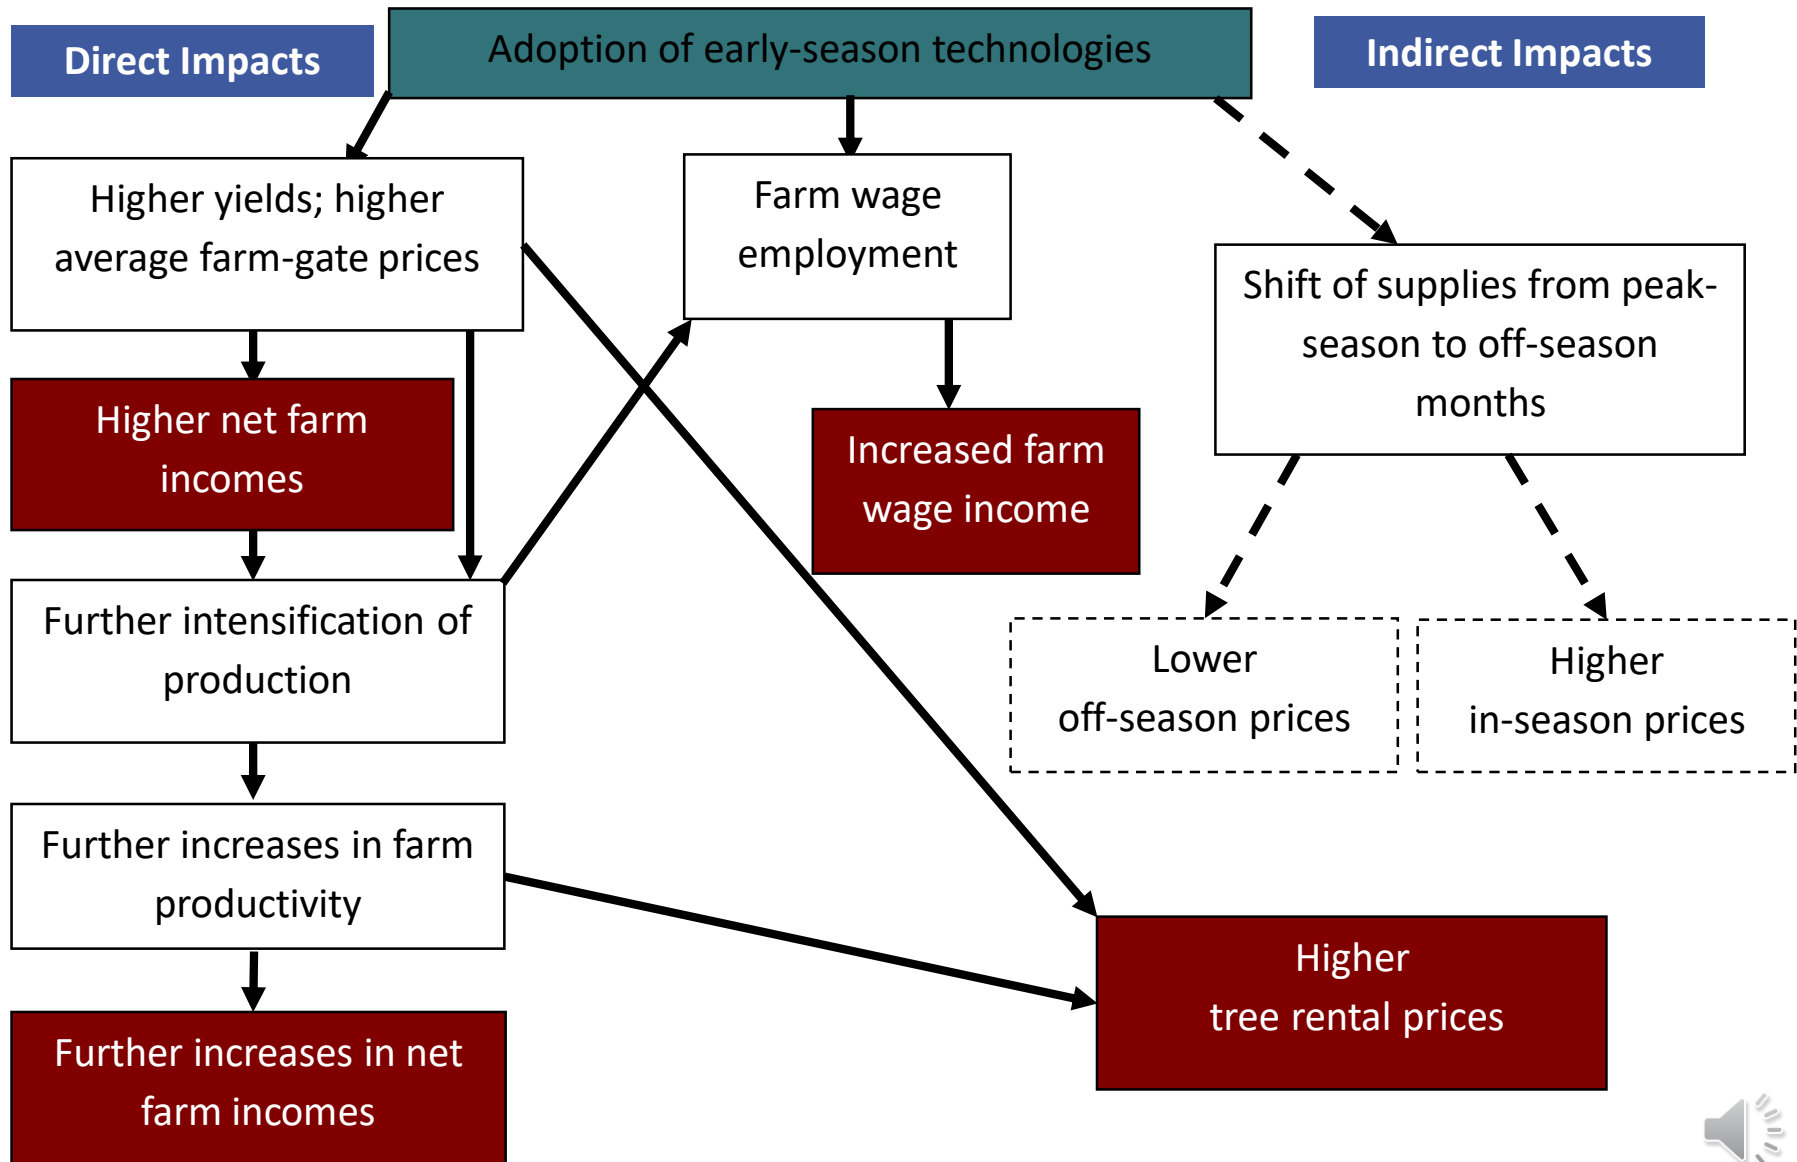 Direct Impacts
Adoption of early-season technologies
Indirect Impacts
Higher yields; higher
average farm-gate prices
Farm wage
employment
Shift of supplies from peak-
season to off-season
months
Higher net farm
incomes
Increased farm
wage income
Further intensification of
production
Lower
off-season prices
Higher
in-season prices
Further increases in farm
productivity
Higher
tree rental prices
Further increases in net
farm incomes